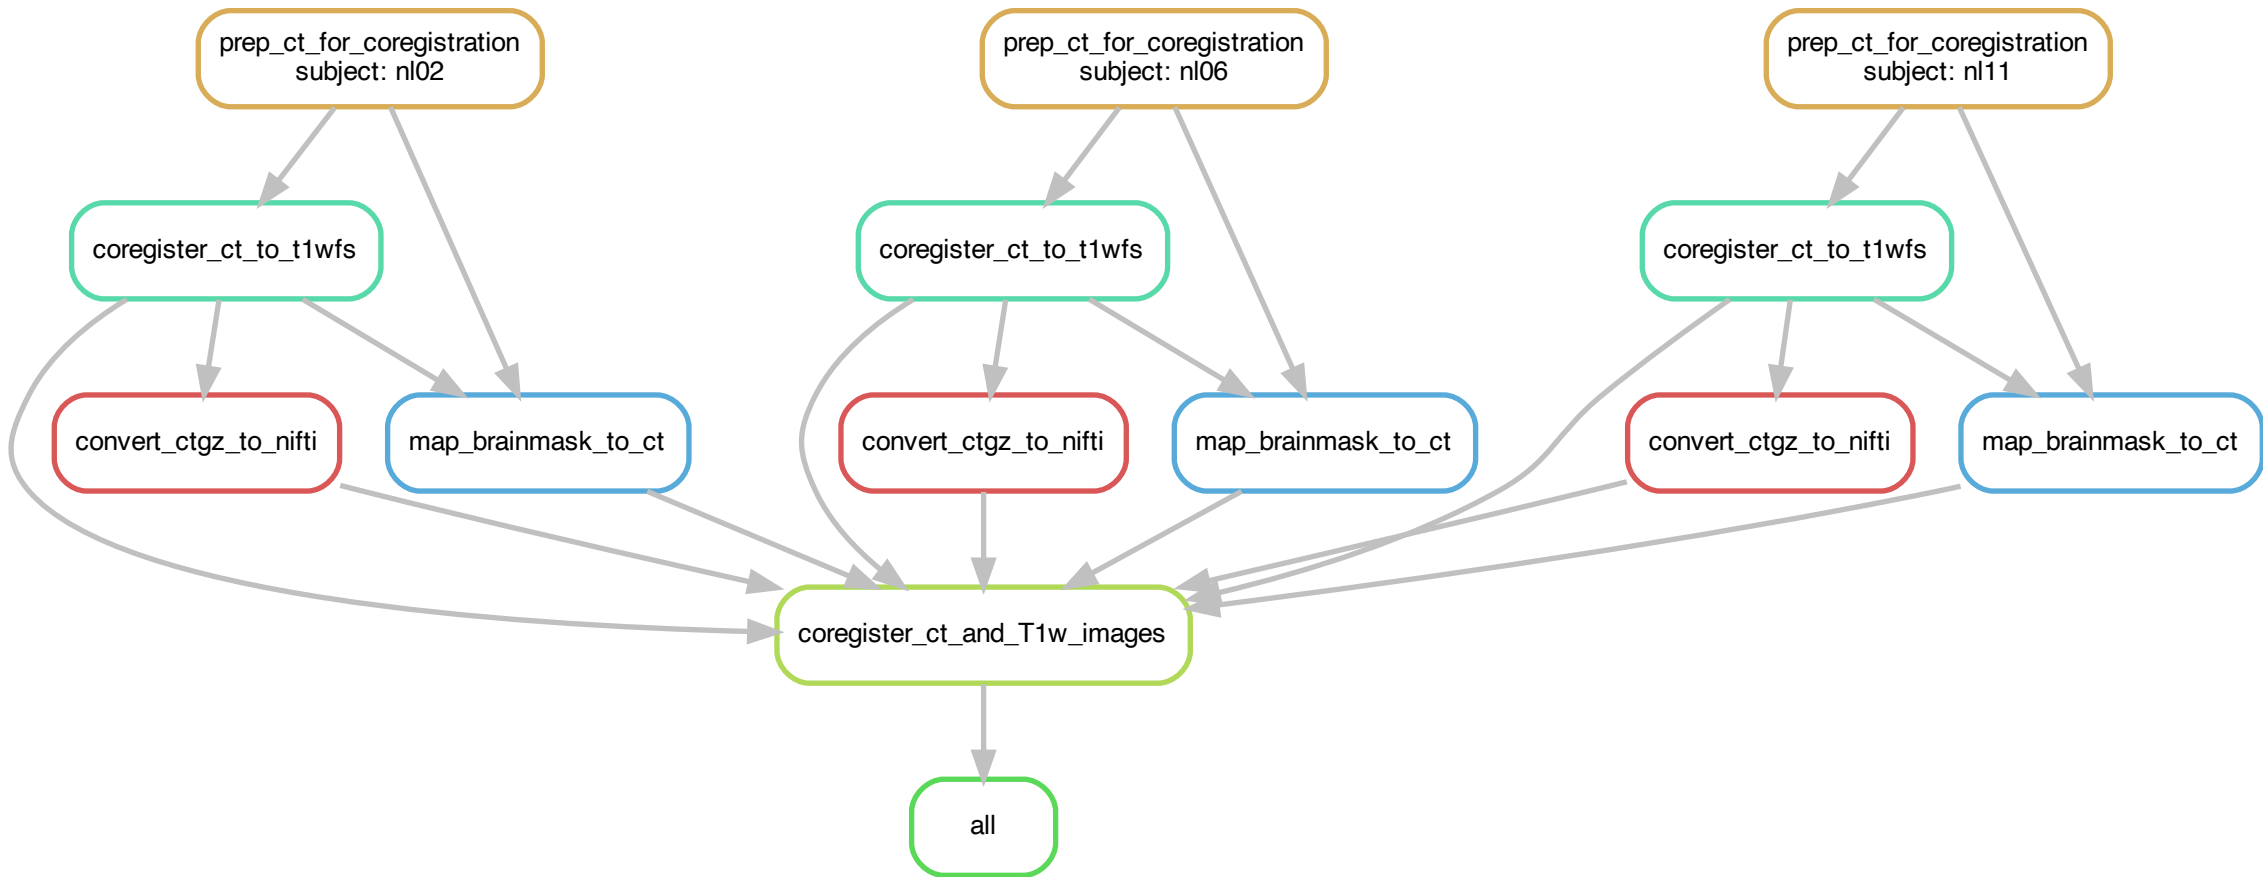 prep_ct_for_coregistration
subject: nl02
prep_ct_for_coregistration
subject: nl06
prep_ct_for_coregistration
subject: nl11
coregister_ct_to_t1wfs
coregister_ct_to_t1wfs
coregister_ct_to_t1wfs
convert_ctgz_to_nifti
map_brainmask_to_ct
convert_ctgz_to_nifti
map_brainmask_to_ct
convert_ctgz_to_nifti
map_brainmask_to_ct
coregister_ct_and_T1w_images
all